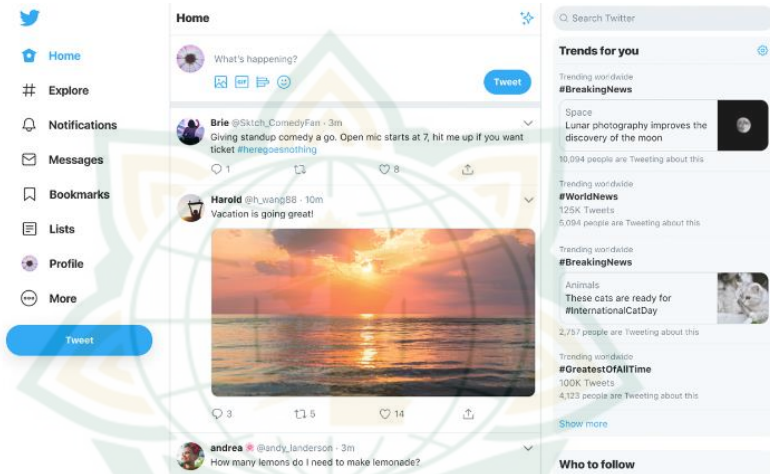 Home
Explore
Notifications
Messages
Bookmarks
Lists
Profile
More
Tweet
Home
What's happening?
GIF
Tweet
Brie @Sktch_ComedyFan · 3m
Giving standup comedy a go. Open mic starts at 7, hit me up if you want
ticket #heregoesnothing
1
8
Harold @h_wang88 · 10m
Vacation is going great!
3
5
14
andrea @andy_landerson · 3m
How many lemons do I need to make lemonade?
Search Twitter
Trends for you
Trending worldwide
#BreakingNews
Space
Lunar photography improves the
discovery of the moon
10,094 people are Tweeting about this
Trending worldwide
#WorldNews
125K Tweets
5,094 people are Tweeting about this
Trending worldwide
#BreakingNews
Animals
These cats are ready for
#InternationalCatDay
2,757 people are Tweeting about this
Trending worldwide
#GreatestOfAllTime
100K Tweets
4,123 people are Tweeting about this
Show more
Who to follow